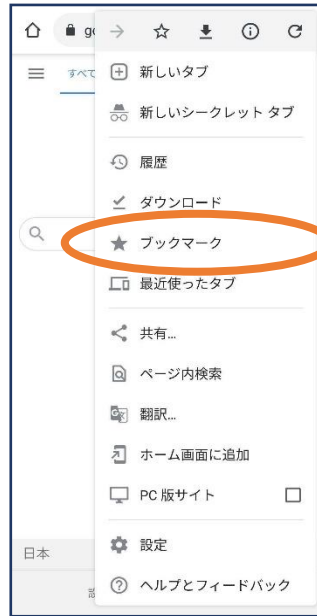 go
すべて
新しいタブ
新しいシークレット タブ
履歴
ダウンロード
ブックマーク
最近使ったタブ
共有...
ページ内検索
翻訳...
ホーム画面に追加
PC 版サイト
設定
日本
ヘルプとフィードバック